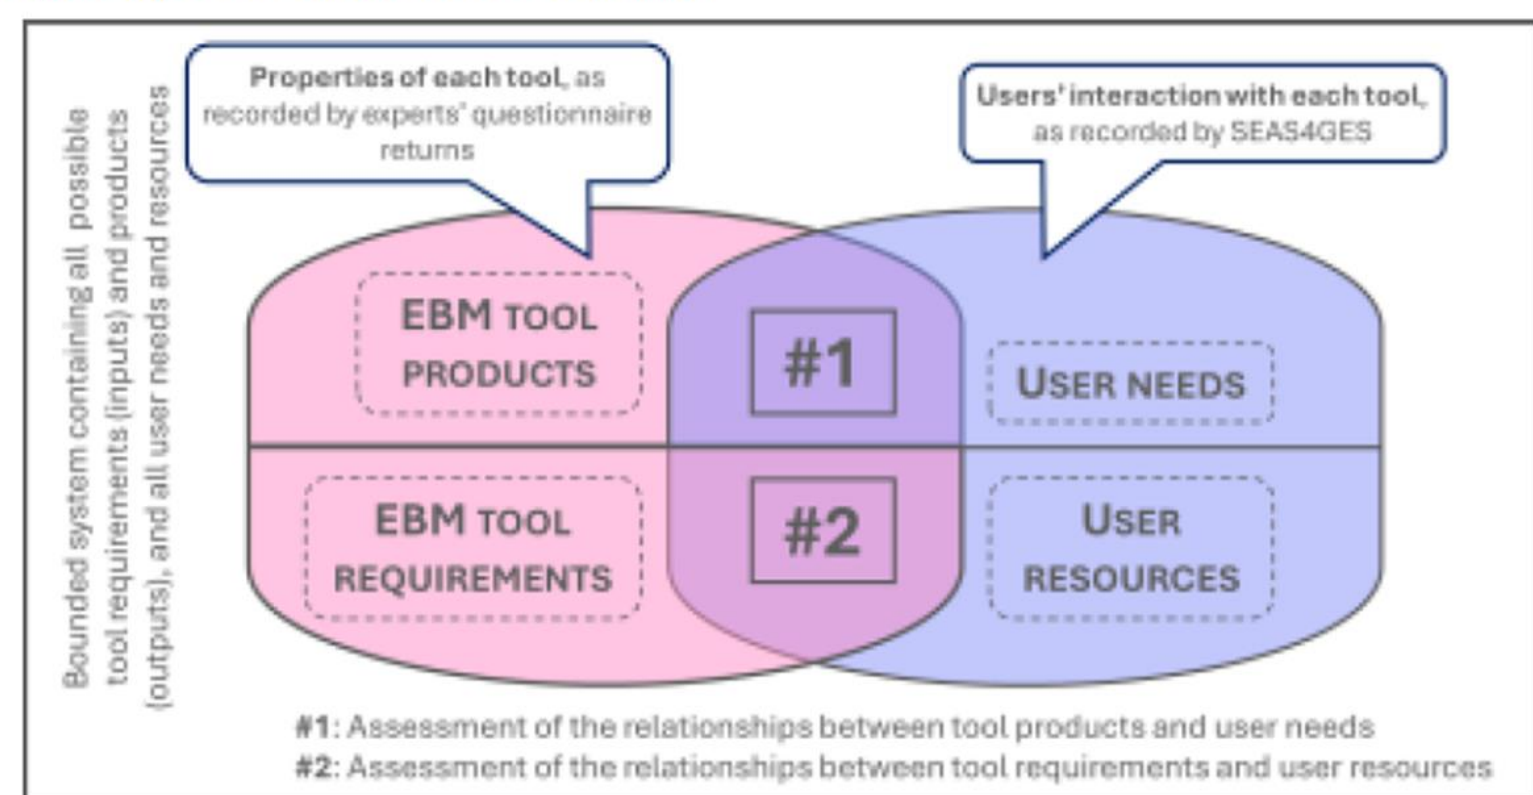 Bounded system containing all possible
tool requirements (inputs) and products
(outputs), and all user needs and resources
Properties of each tool, as
recorded by experts' questionnaire
returns
Users' interaction with each tool,
as recorded by SEAS4GES
EBM TOOL
PRODUCTS
#1
USER NEEDS
EBM TOOL
REQUIREMENTS
#2
USER
RESOURCES
#1: Assessment of the relationships between tool products and user needs
#2: Assessment of the relationships between tool requirements and user resources